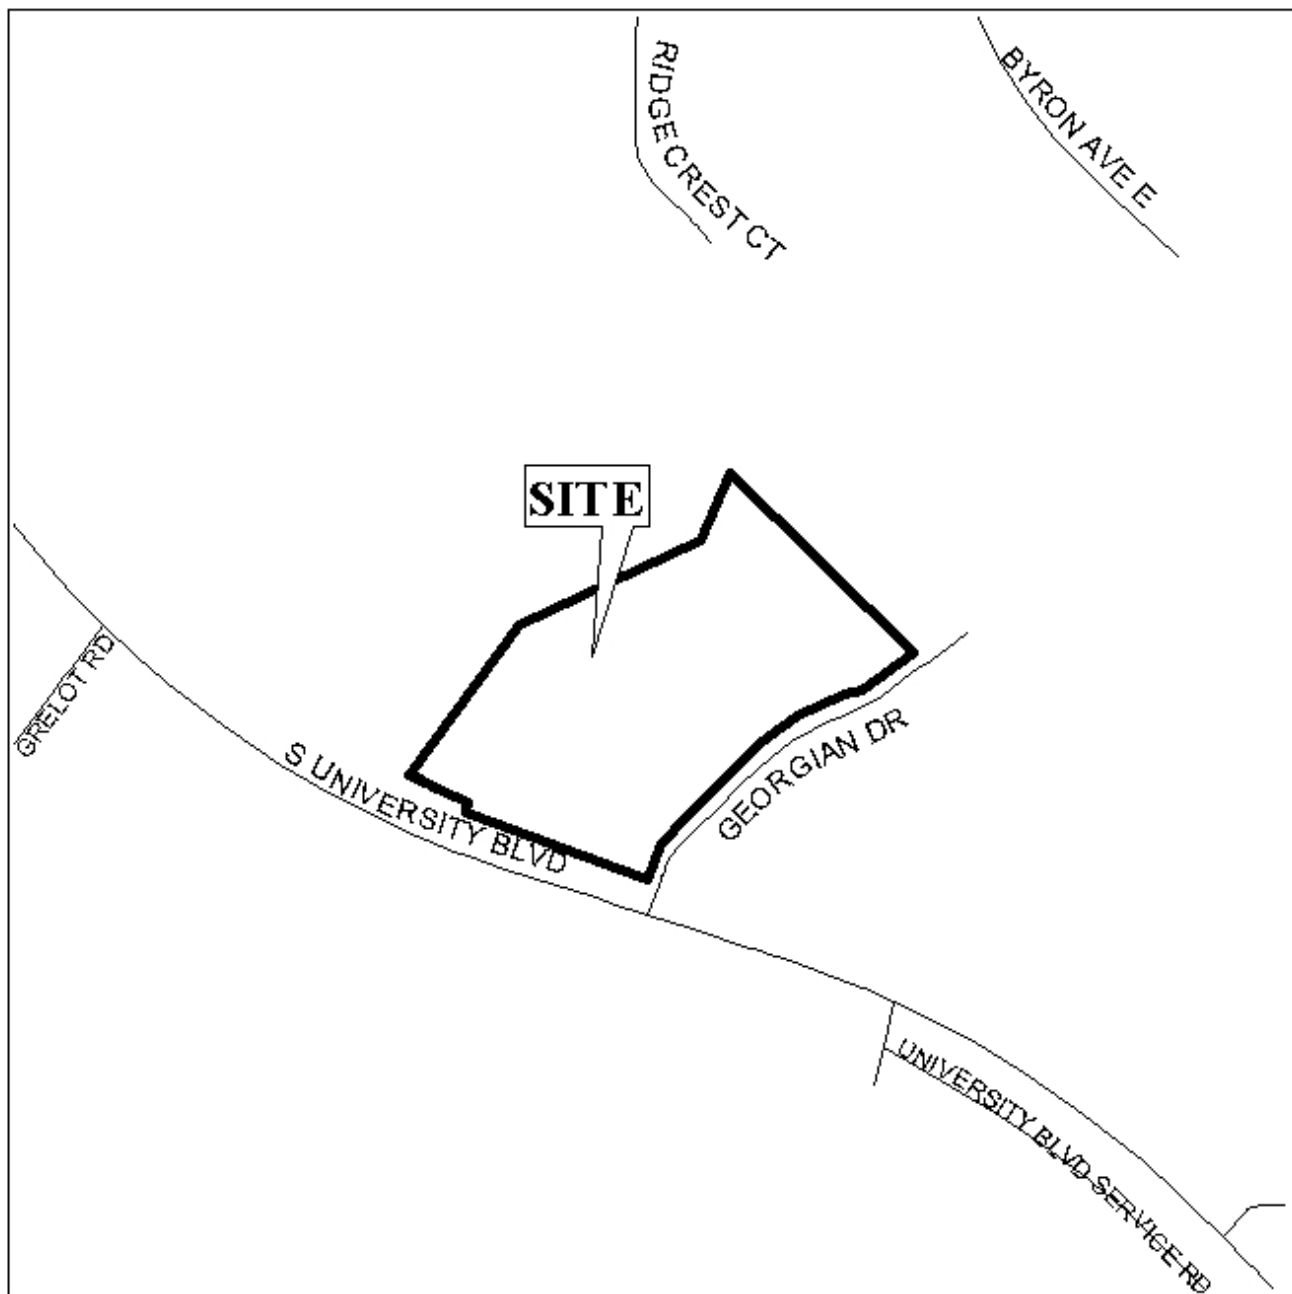 RIDGECREST CT
BYRON AVE E
SITE
GRELOT RD
S UNIVERSITY BLVD
GEORGIAN DR
UNIVERSITY BLVD SERVICE RD